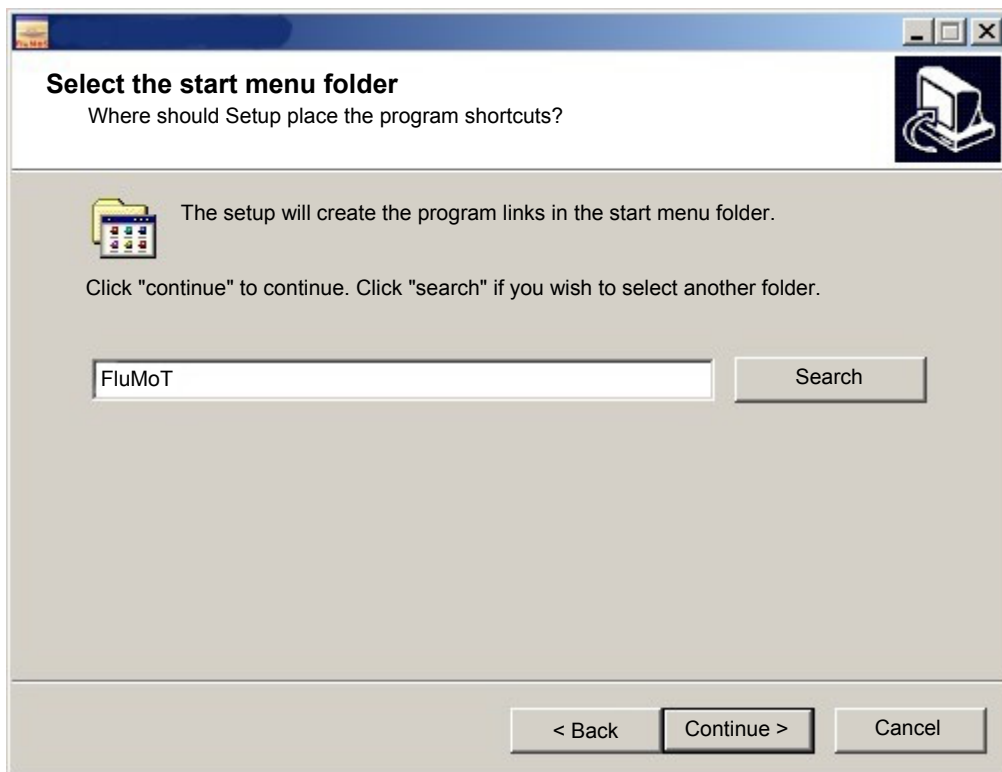 FluMoT
Select the start menu folder
Where should Setup place the program shortcuts?
The setup will create the program links in the start menu folder.
Click "continue" to continue. Click "search" if you wish to select another folder.
FluMoT
Search
< Back
Continue >
Cancel